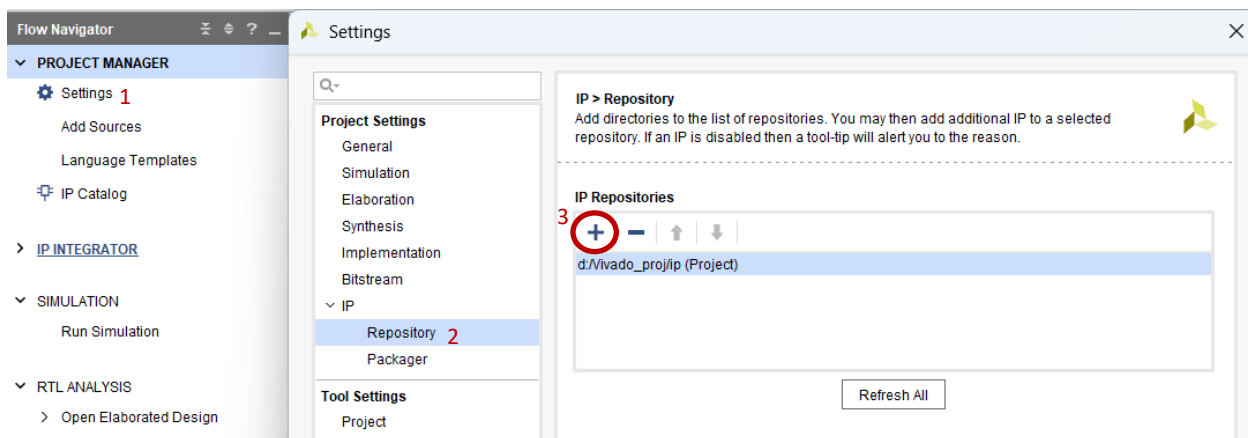 Flow Navigator
?
PROJECT MANAGER
Settings 1
Add Sources
Language Templates
IP Catalog
IP INTEGRATOR
SIMULATION
Run Simulation
RTL ANALYSIS
Open Elaborated Design
Settings
Project Settings
General
Simulation
Elaboration
Synthesis
Implementation
Bitstream
IP
Repository 2
Packager
Tool Settings
Project
IP > Repository
Add directories to the list of repositories. You may then add additional IP to a selected
repository. If an IP is disabled then a tool-tip will alert you to the reason.
IP Repositories
3
d:/Vivado_proj/ip (Project)
Refresh All